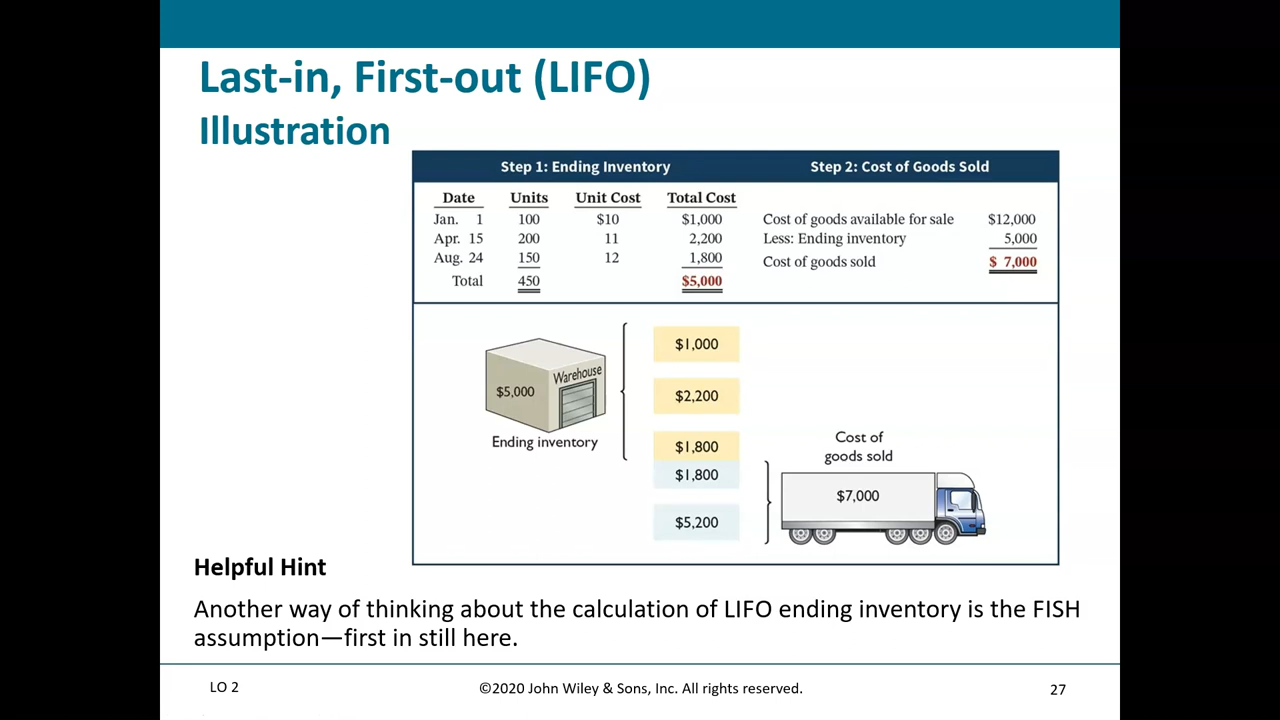 Last-in, First-out (LIFO)
Illustration
Step 1: Ending Inventory Step 2: Cost of Goods Sold
Date Units Unit Cost Total Cost
Jan. 1 100 $10 $1,000 Cost of goods available for sale $12,000
Apr. 15 200 11 2,200 Less: Ending inventory 5,000
Aug. 24 150 12 1,800 Cost of goods sold $ 7,000
Total 450 $5,000
$1,000
Warehouse
$5,000
$2,200
Ending inventory
$1,800
Cost of
goods sold
$1,800
$7,000
$5,200
Helpful Hint
Another way of thinking about the calculation of LIFO ending inventory is the FISH
assumption—first in still here.
LO 2 ©2020 John Wiley & Sons, Inc. All rights reserved. 27